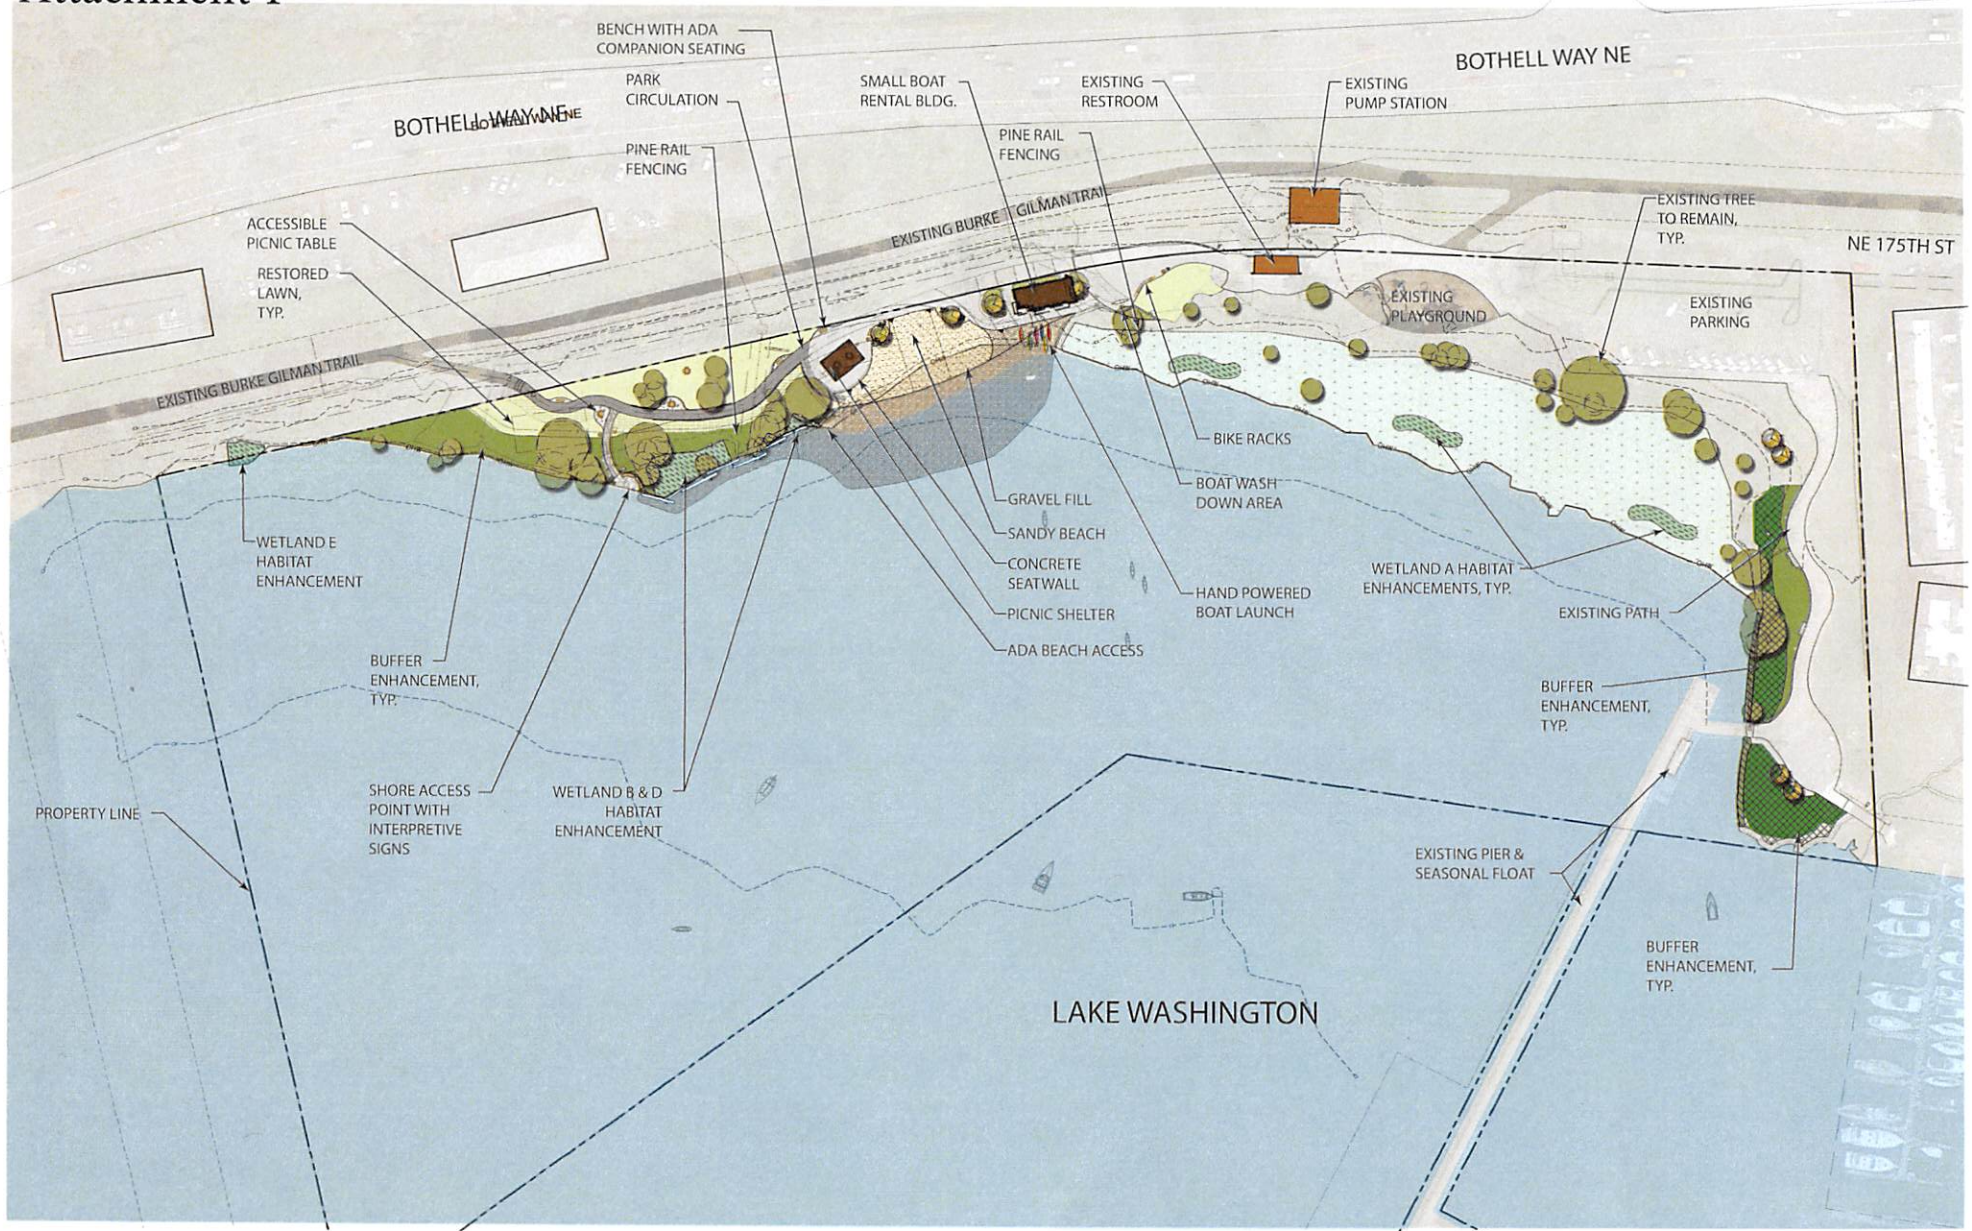 Attachment 1
BENCH WITH ADA
COMPANION SEATING
PARK
CIRCULATION
PINE RAIL
FENCING
SMALL BOAT
RENTAL BLDG.
EXISTING
RESTROOM
EXISTING
PUMP STATION
BOTHELL WAY NE
BOTHELL WAY NE
BOTHELL WAY NE
PINE RAIL
FENCING
EXISTING BURKE GILMAN TRAIL
EXISTING TREE
TO REMAIN,
TYP.
NE 175TH ST
ACCESSIBLE
PICNIC TABLE
RESTORED
LAWN,
TYP.
EXISTING
PLAYGROUND
EXISTING
PARKING
EXISTING BURKE GILMAN TRAIL
BIKE RACKS
BOAT WASH
DOWN AREA
GRAVEL FILL
SANDY BEACH
CONCRETE
SEATWALL
PICNIC SHELTER
ADA BEACH ACCESS
HAND POWERED
BOAT LAUNCH
WETLAND A HABITAT
ENHANCEMENTS, TYP.
EXISTING PATH
WETLAND E
HABITAT
ENHANCEMENT
BUFFER
ENHANCEMENT,
TYP.
BUFFER
ENHANCEMENT,
TYP.
PROPERTY LINE
SHORE ACCESS
POINT WITH
INTERPRETIVE
SIGNS
WETLAND B & D
HABITAT
ENHANCEMENT
EXISTING PIER &
SEASONAL FLOAT
BUFFER
ENHANCEMENT,
TYP.
LAKE WASHINGTON